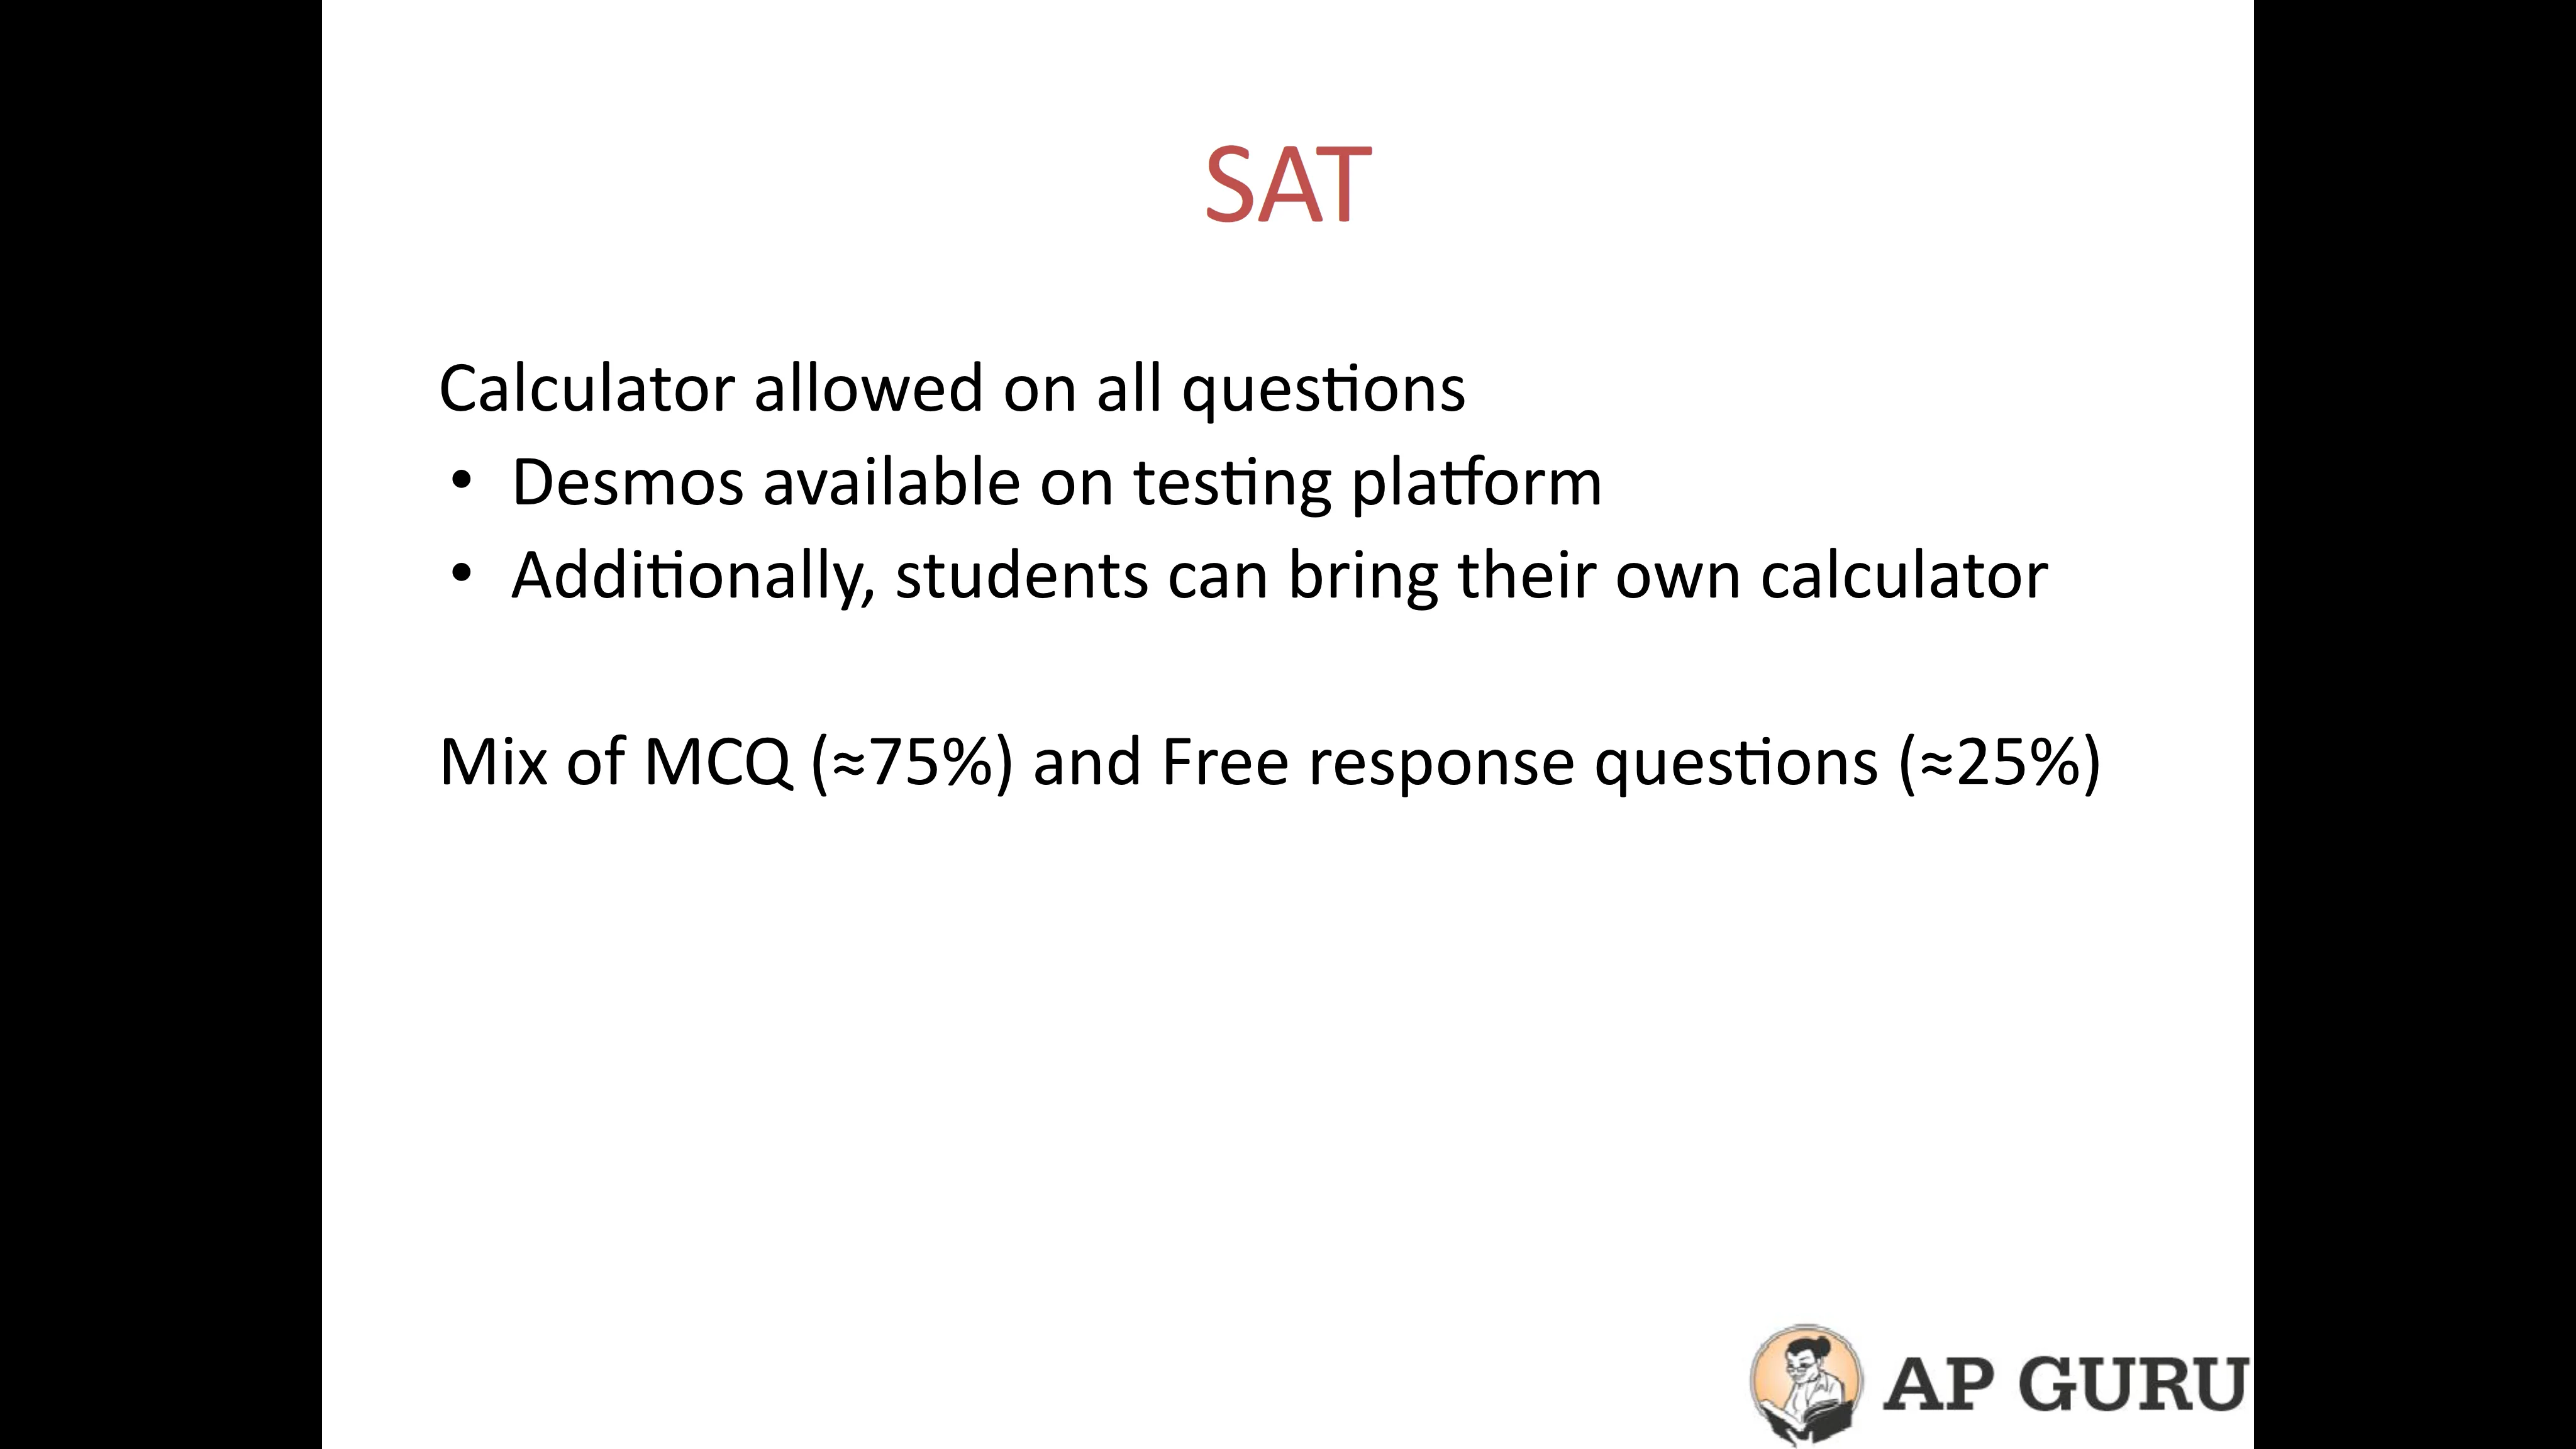 SAT
Calculator allowed on all questions
• Desmos available on testing platform
• Additionally, students can bring their own calculator
Mix of MCQ (≈75%) and Free response questions (≈25%)
AP GURU